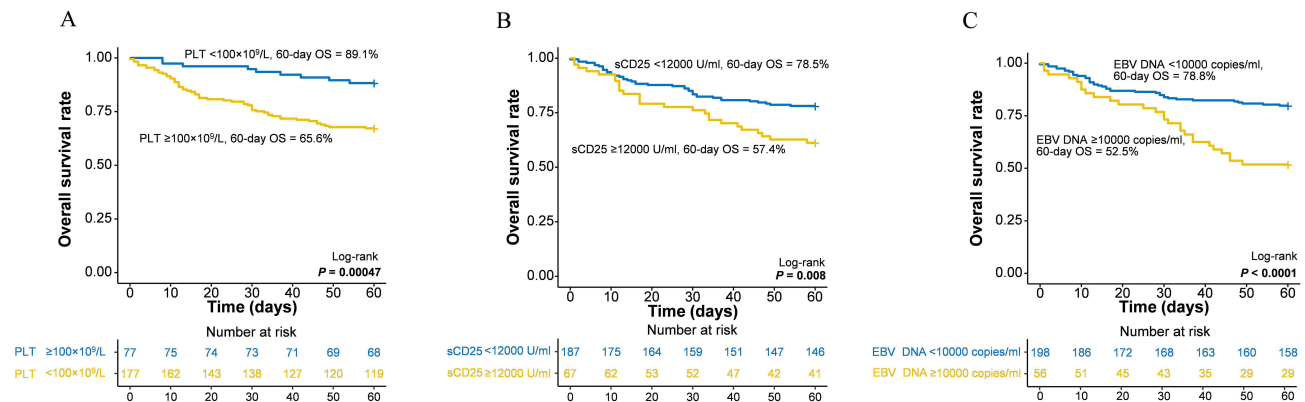 A
Overall survival rate
1.00
0.75
0.50
0.25
0.00
PLT <100×10⁹/L, 60-day OS = 89.1%
PLT ≥100×10⁹/L, 60-day OS = 65.6%
Log-rank
P = 0.00047
0 10 20 30 40 50 60
Time (days)
Number at risk
PLT ≥100×10⁹/L 77 75 74 73 71 69 68
PLT <100×10⁹/L 177 162 143 138 127 120 119
0 10 20 30 40 50 60
Time (days)
B
Overall survival rate
1.00
0.75
0.50
0.25
0.00
sCD25 <12000 U/ml, 60-day OS = 78.5%
sCD25 ≥12000 U/ml, 60-day OS = 57.4%
Log-rank
P = 0.008
0 10 20 30 40 50 60
Time (days)
Number at risk
sCD25 <12000 U/ml 187 175 164 159 151 147 146
sCD25 ≥12000 U/ml 67 62 53 52 47 42 41
0 10 20 30 40 50 60
Time (days)
C
Overall survival rate
1.00
0.75
0.50
0.25
0.00
EBV DNA <10000 copies/ml,
60-day OS = 78.8%
EBV DNA ≥10000 copies/ml,
60-day OS = 52.5%
Log-rank
P < 0.0001
0 10 20 30 40 50 60
Time (days)
Number at risk
EBV DNA <10000 copies/ml 198 186 172 168 163 160 158
EBV DNA ≥10000 copies/ml 56 51 45 43 35 29 29
0 10 20 30 40 50 60
Time (days)